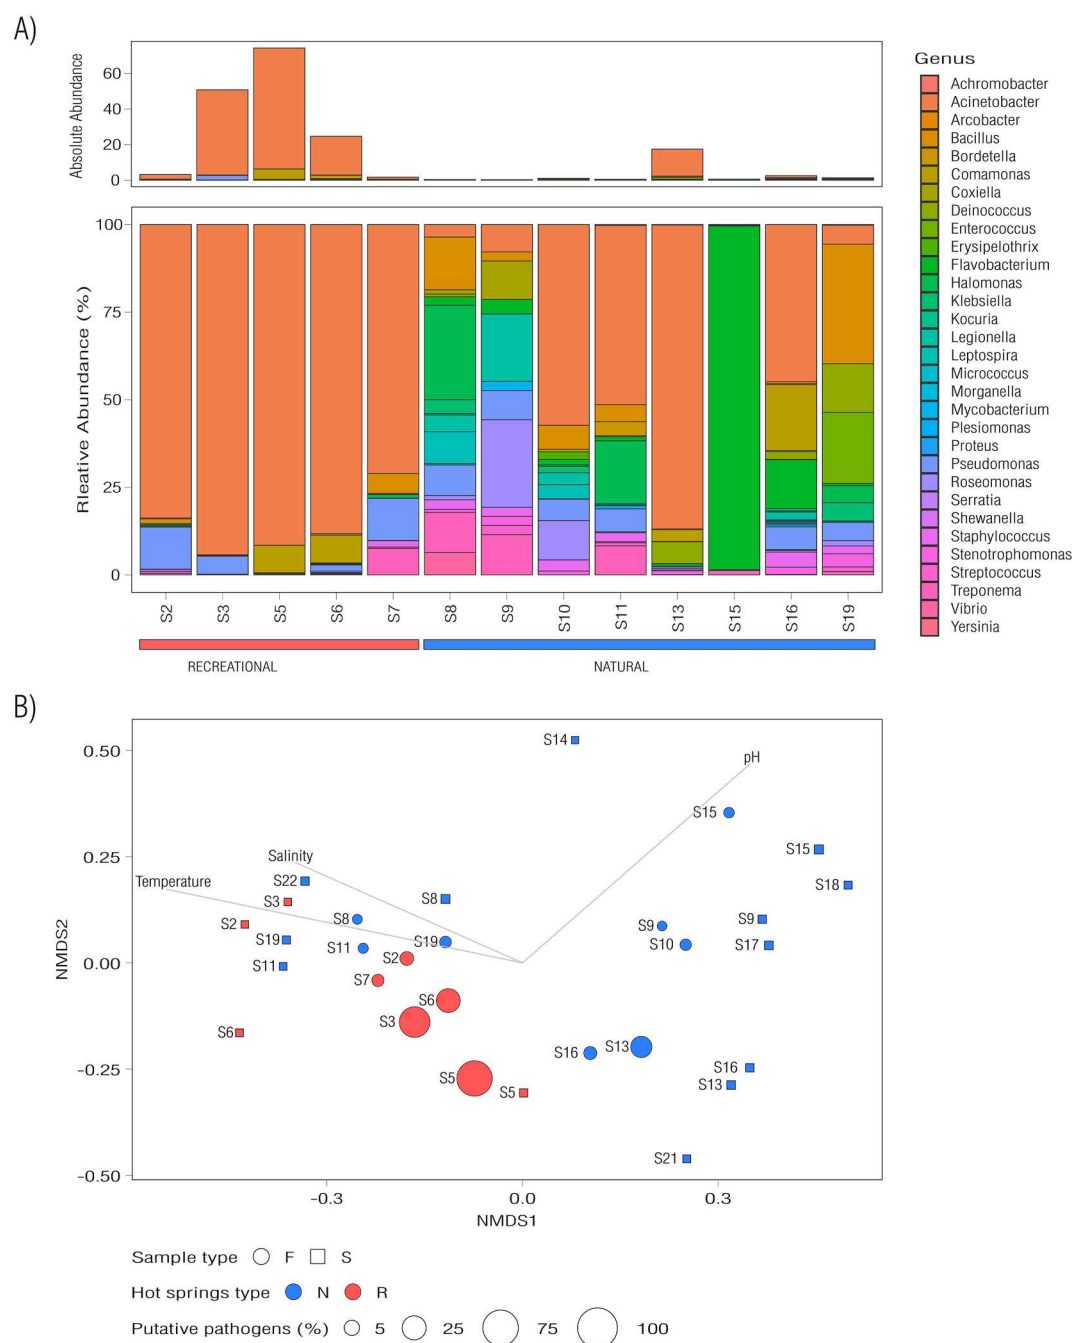 A)
Absolute Abundance
60
40
20
0
Rleative Abundance (%)
100
75
50
25
0
S2 S3 S5 S6 S7 S8 S9 S10 S11 S13 S15 S16 S19
RECREATIONAL NATURAL
Genus
Achromobacter
Acinetobacter
Arcobacter
Bacillus
Bordetella
Comamonas
Coxiella
Deinococcus
Enterococcus
Erysipelothrix
Flavobacterium
Halomonas
Klebsiella
Kocuria
Legionella
Leptospira
Micrococcus
Morganella
Mycobacterium
Plesiomonas
Proteus
Pseudomonas
Roseomonas
Serratia
Shewanella
Staphylococcus
Stenotrophomonas
Streptococcus
Treponema
Vibrio
Yersinia
B)
NMDS2
0.50
0.25
0.00
-0.25
-0.50
S14
pH
S15
S15
Salinity
Temperature
S22
S18
S3
S8
S2
S8
S9
S9
S19
S19
S10
S17
S11
S11
S2
S7
S6
S3
S6
S16
S13
S16
S5
S13
S5
S21
-0.3 0.0 0.3
NMDS1
Sample type F S
Hot springs type N R
Putative pathogens (%) 5 25 75 100